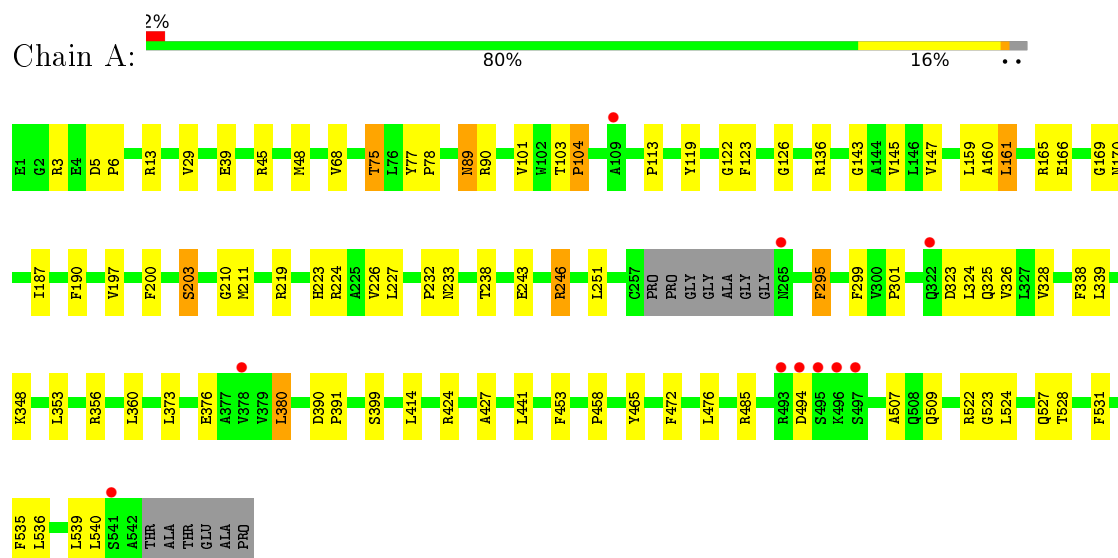 2%
Chain A:
80% 16% • •
E1 G2 R3 E4 D5 P6 R13 V29 E39 R45 M48 V68 T75 L76 Y77 P78 N89 R90 V101 W102 T103 P104 A109 P113 Y119 G122 F123 G126 R136 G143 A144 V145 L146 V147 L159 A160 L161 R165 E166 G169 N170
I187 F190 V197 F200 S203 G210 M211 R219 H223 R224 A225 V226 L227 P232 N233 T238 E243 R246 L251 C257 PRO PRO GLY GLY ALA GLY GLY N265 F295 F299 V300 P301 Q322 D323 L324 Q325 V326 L327 V328 F338 L339
K348 L353 R356 L360 L373 E376 A377 V378 V379 L380 D390 P391 S399 L414 R424 A427 L441 F453 P458 Y465 F472 L476 R485 R493 D494 S495 K496 S497 A507 Q508 Q509 R522 G523 L524 Q527 T528 F531
F535 L536 L539 L540 S541 A542 THR ALA THR GLU ALA PRO